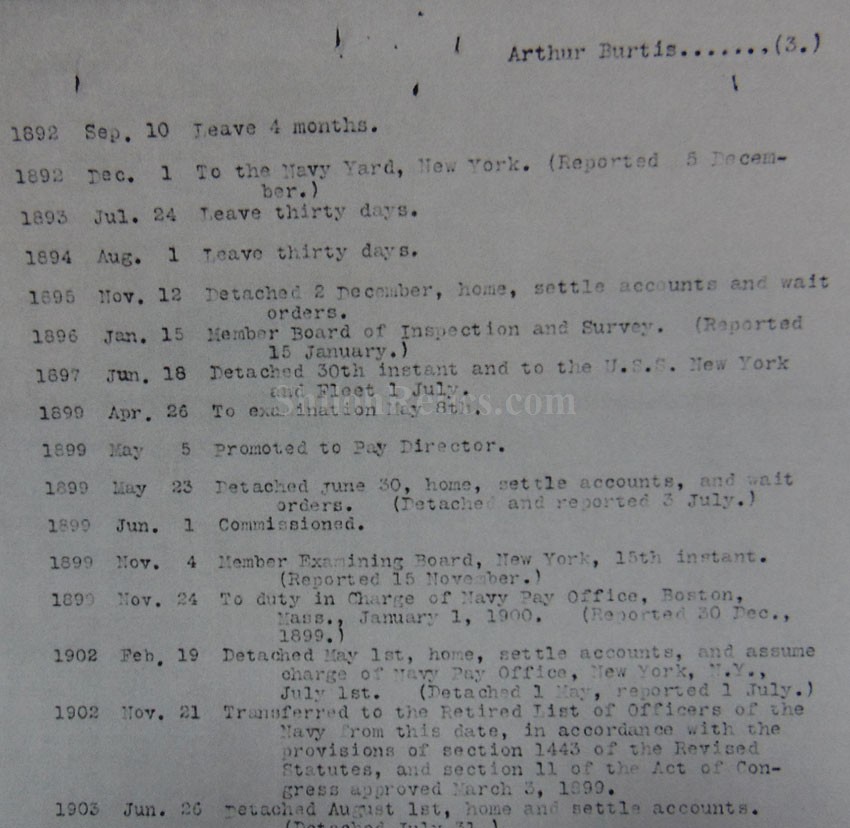 Arthur Burtis.......,(3.)
1892 Sep. 10 Leave 4 months.
1892 Dec. 1 To the Navy Yard, New York. (Reported 5 Decem-
ber.)
1893 Jul. 24 Leave thirty days.
1894 Aug. 1 Leave thirty days.
1895 Nov. 12 Detached 2 December, home, settle accounts and wait
orders.
1896 Jan. 15 Member Board of Inspection and Survey. (Reported
15 January.)
1897 Jun. 18 Detached 30th instant and to the U.S.S. New York
and Fleet 1 July.
ShilohRelics.com
1899 Apr. 26 To examination May 8th.
1899 May 5 Promoted to Pay Director.
1899 May 23 Detached June 30, home, settle accounts, and wait
orders. (Detached and reported 3 July.)
1899 Jun. 1 Commissioned.
1899 Nov. 4 Member Examining Board, New York, 15th instant.
(Reported 15 November.)
1899 Nov. 24 To duty in Charge of Navy Pay Office, Boston,
Mass., January 1, 1900. (Reported 30 Dec.,
1899.)
1902 Feb. 19 Detached May 1st, home, settle accounts, and assume
charge of Navy Pay Office, New York, N.Y.,
July 1st. (Detached 1 May, reported 1 July.)
1902 Nov. 21 Transferred to the Retired List of Officers of the
Navy from this date, in accordance with the
provisions of section 1443 of the Revised
Statutes, and section 11 of the Act of Con-
gress approved March 3, 1899.
1903 Jun. 26 Detached August 1st, home and settle accounts.
(Detached July 31.)